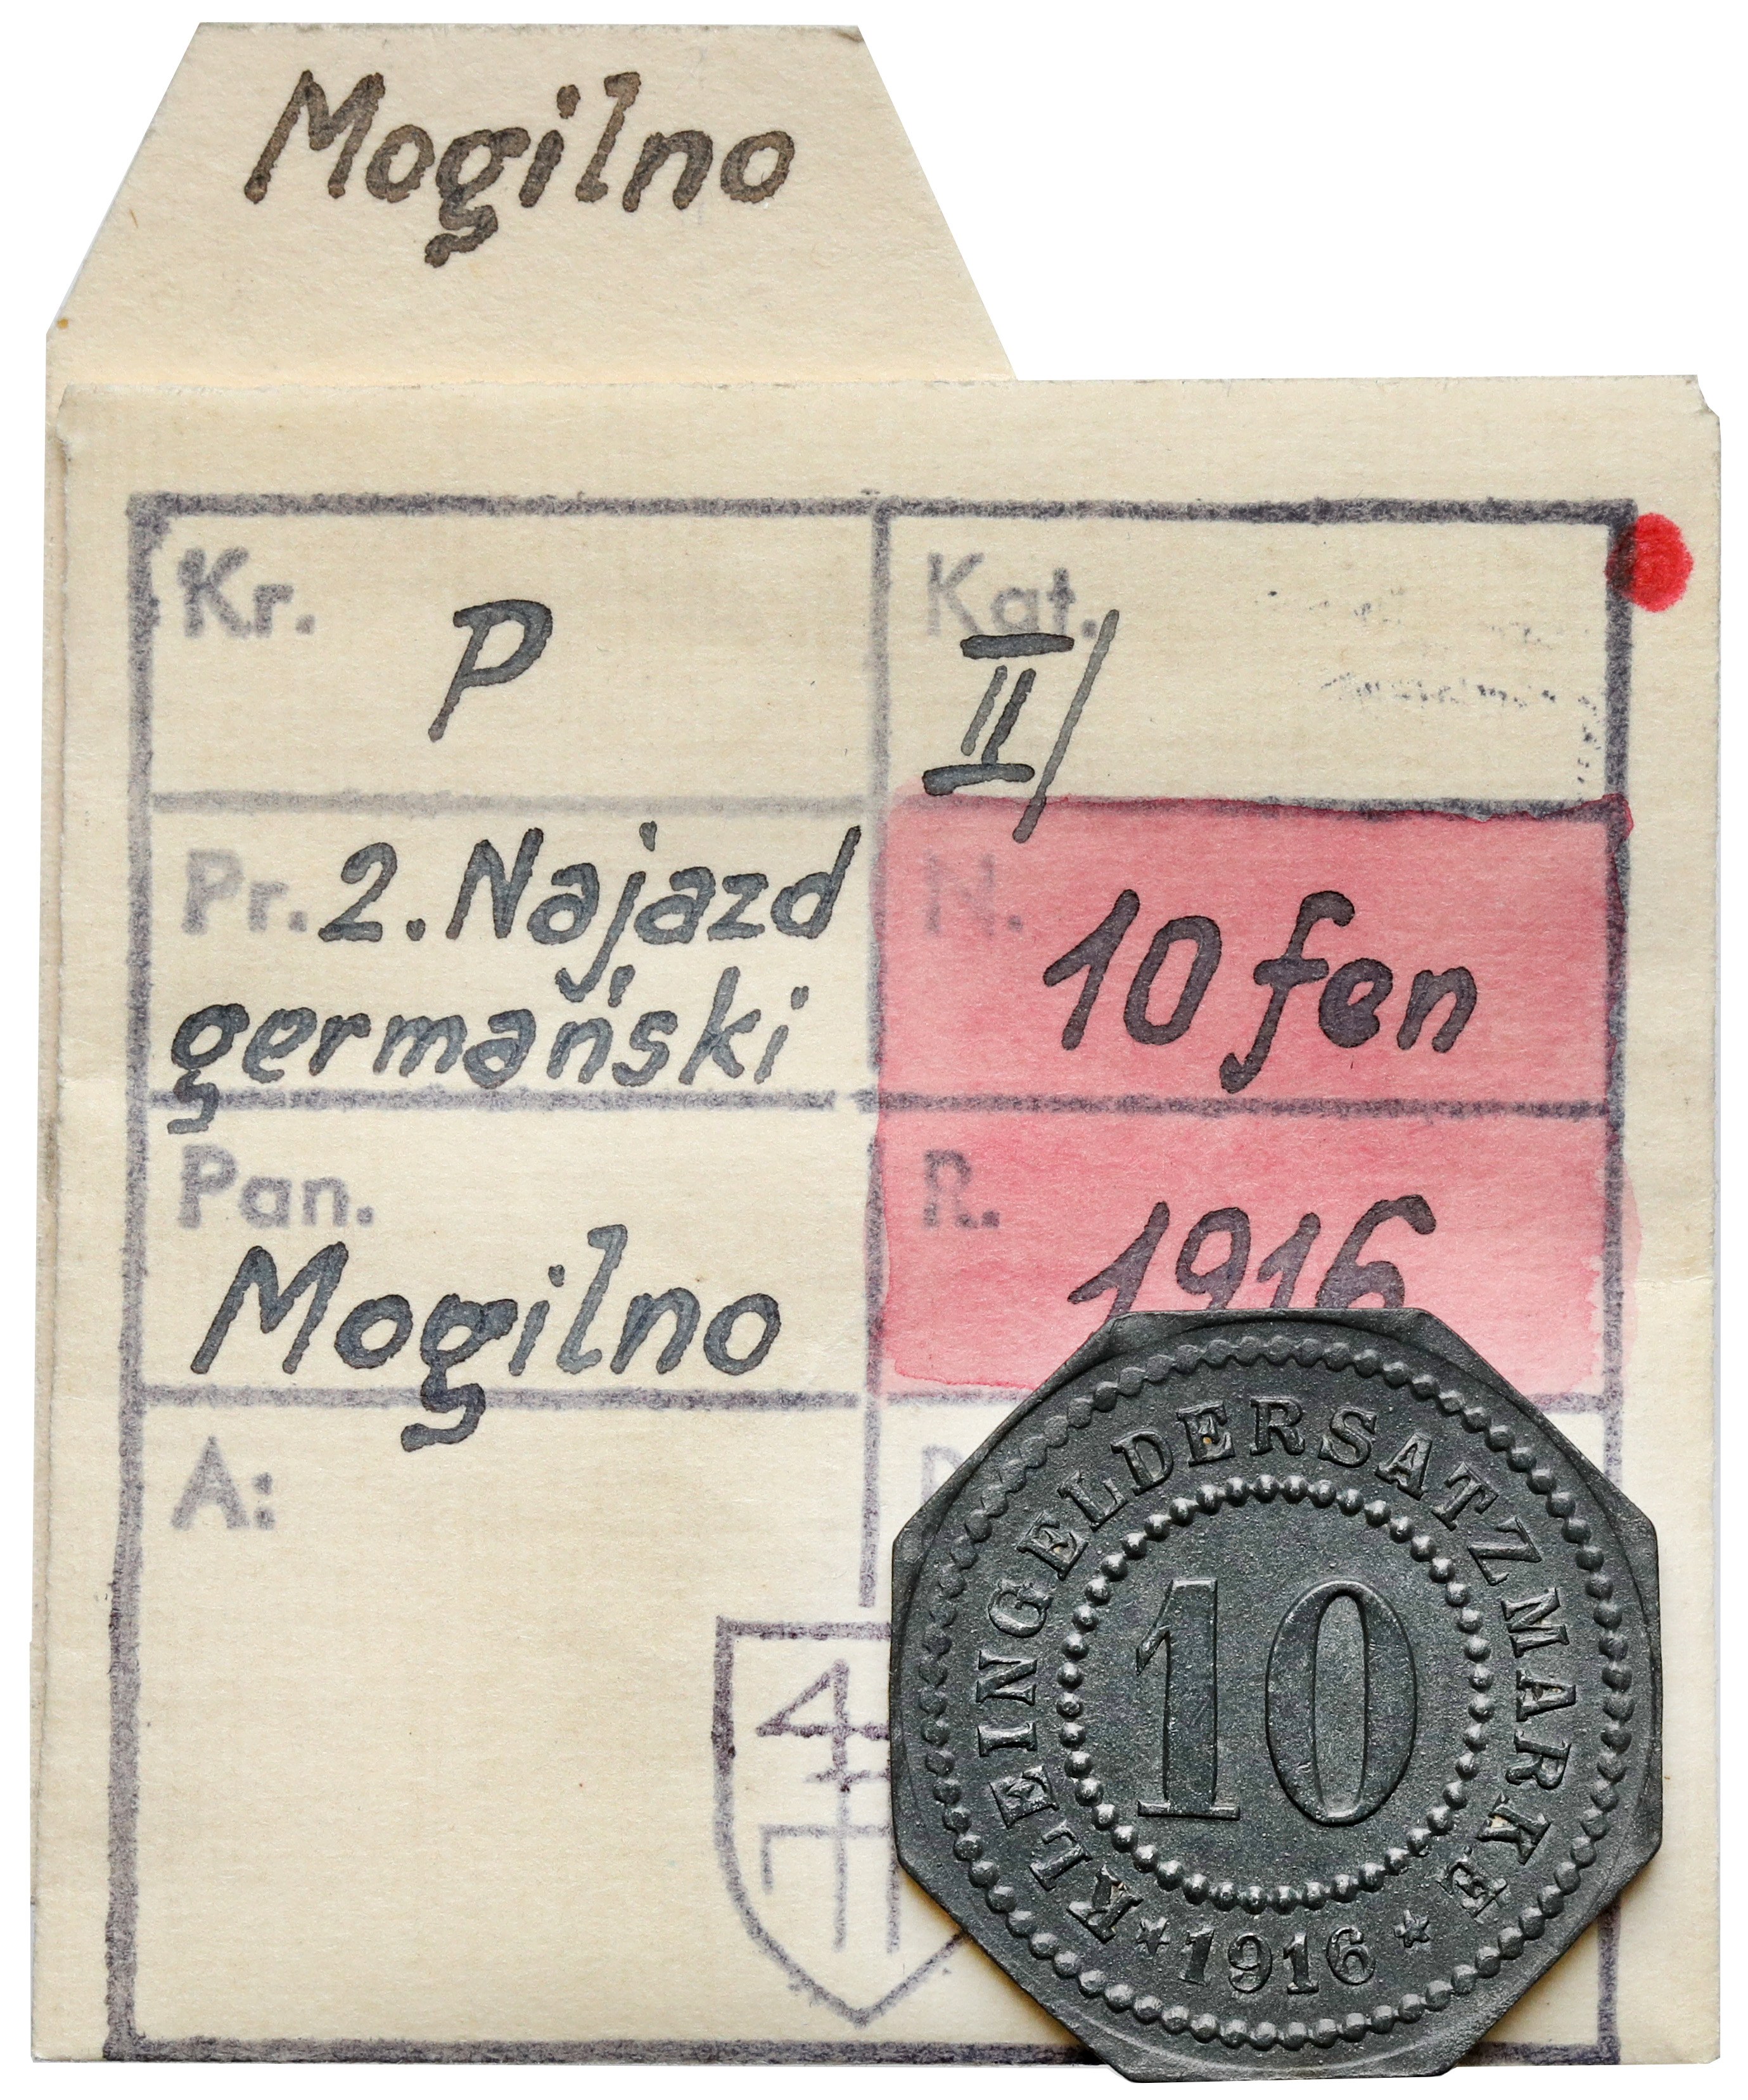 Mogilno
Kr. P
Kat.
II/
Pr. 2. Najazd
germański
N. 10 fen
Pan.
Mogilno
R. 1916
A:
KLEINGELDERSATZMARKE
10
* 1916 *